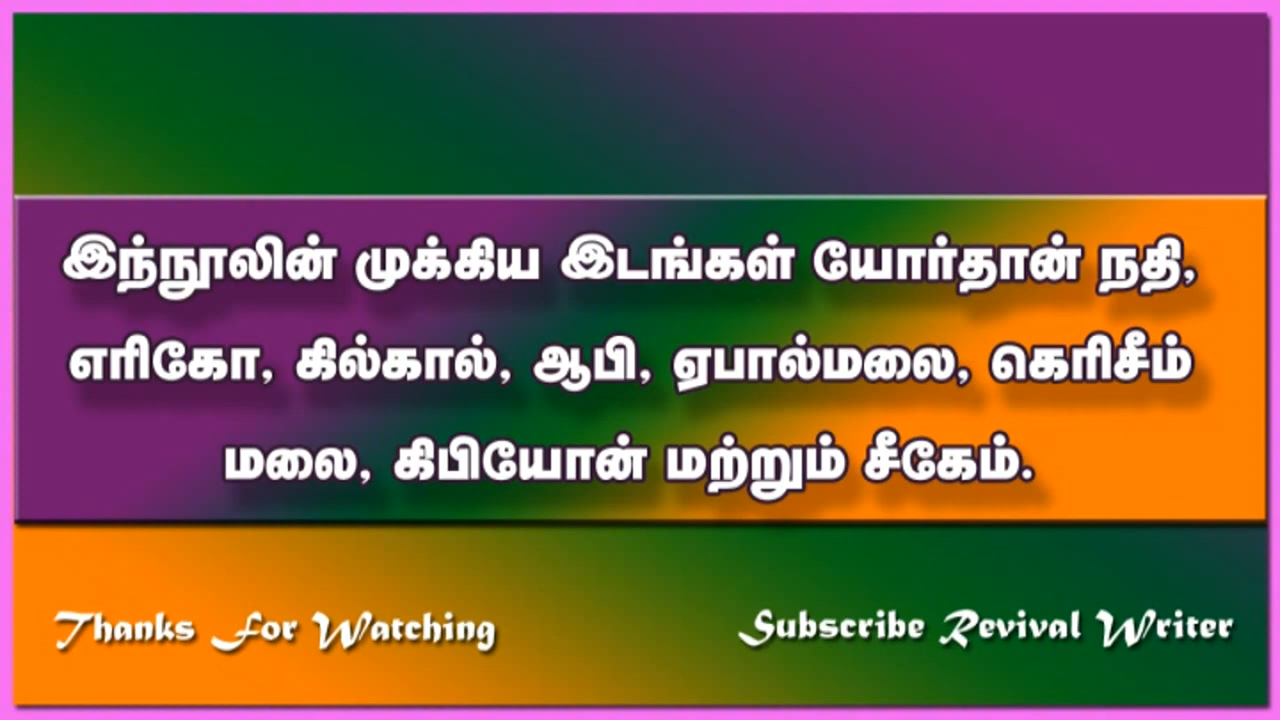 இந்நூலின் முக்கிய இடங்கள் யோர்தான் நதி,
எரிகோ, கில்கால், ஆபி, ஏபால்மலை, கெரிசீம்
மலை, கிபியோன் மற்றும் சீகேம்.
Thanks For Watching
Subscribe Revival Writer